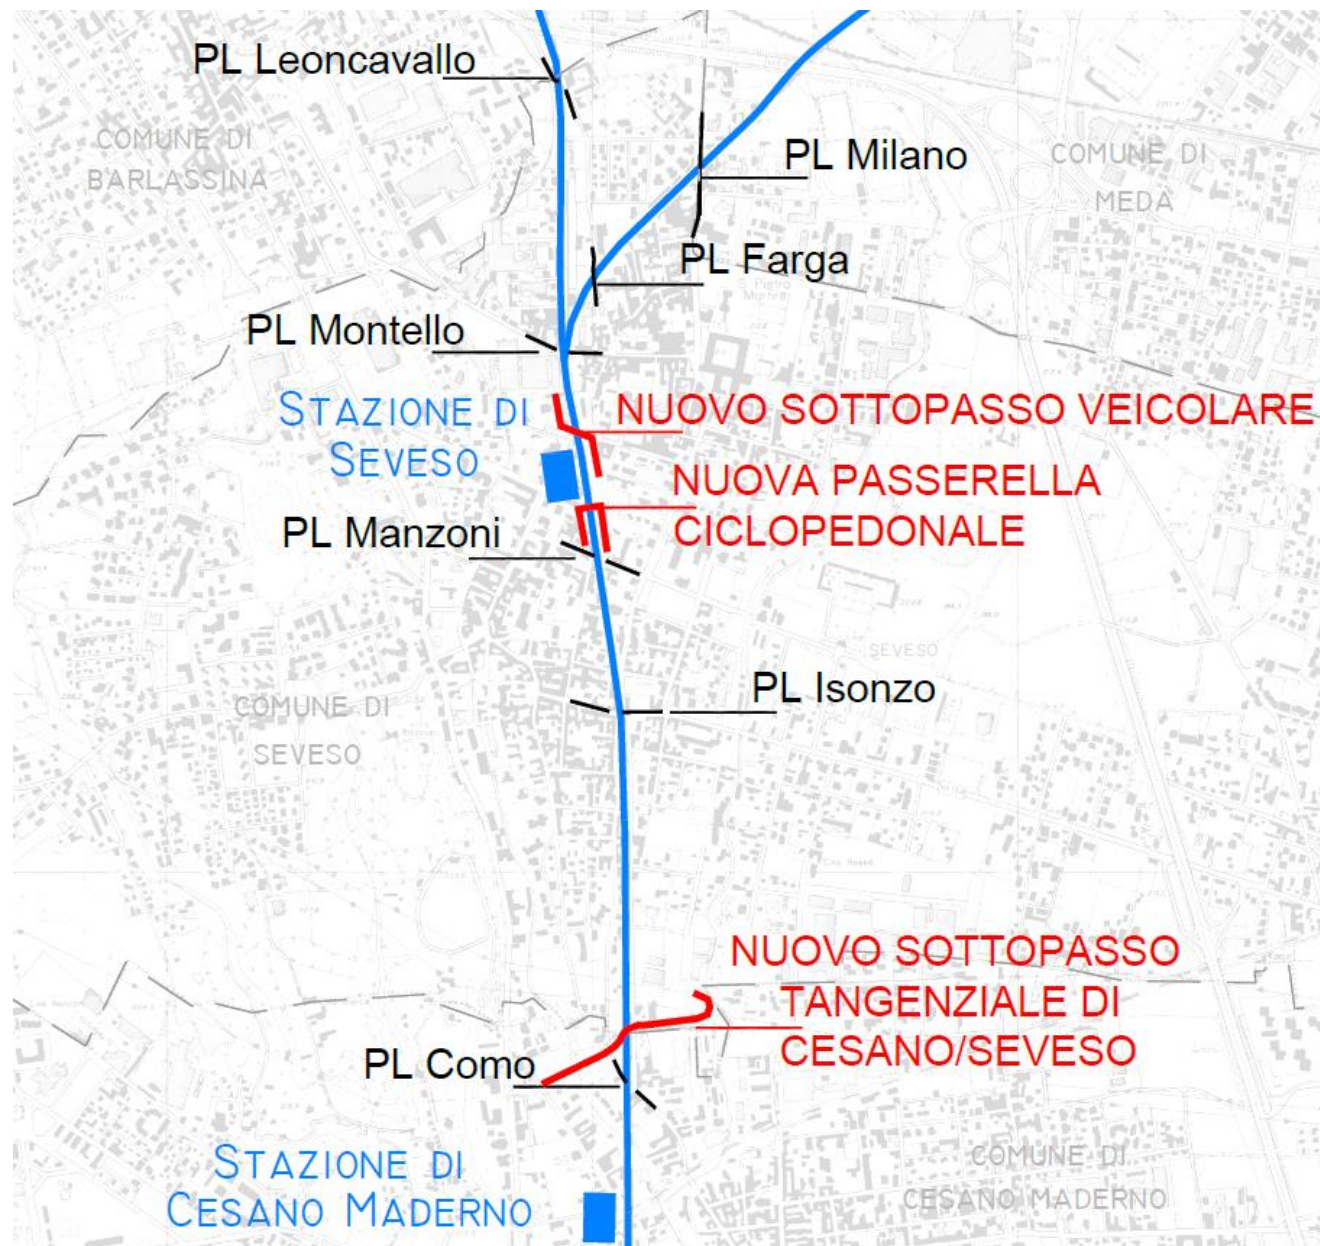 PL Leoncavallo
COMUNE DI
BARLASSINA
PL Milano
COMUNE DI
MEDA
PL Farga
PL Montello
STAZIONE DI
SEVESO
NUOVO SOTTOPASSO VEICOLARE
NUOVA PASSERELLA
CICLOPEDONALE
PL Manzoni
SEVESO
PL Isonzo
COMUNE DI
SEVESO
NUOVO SOTTOPASSO
TANGENZIALE DI
CESANO/SEVESO
PL Como
STAZIONE DI
CESANO MADERNO
COMUNE DI
CESANO MADERNO